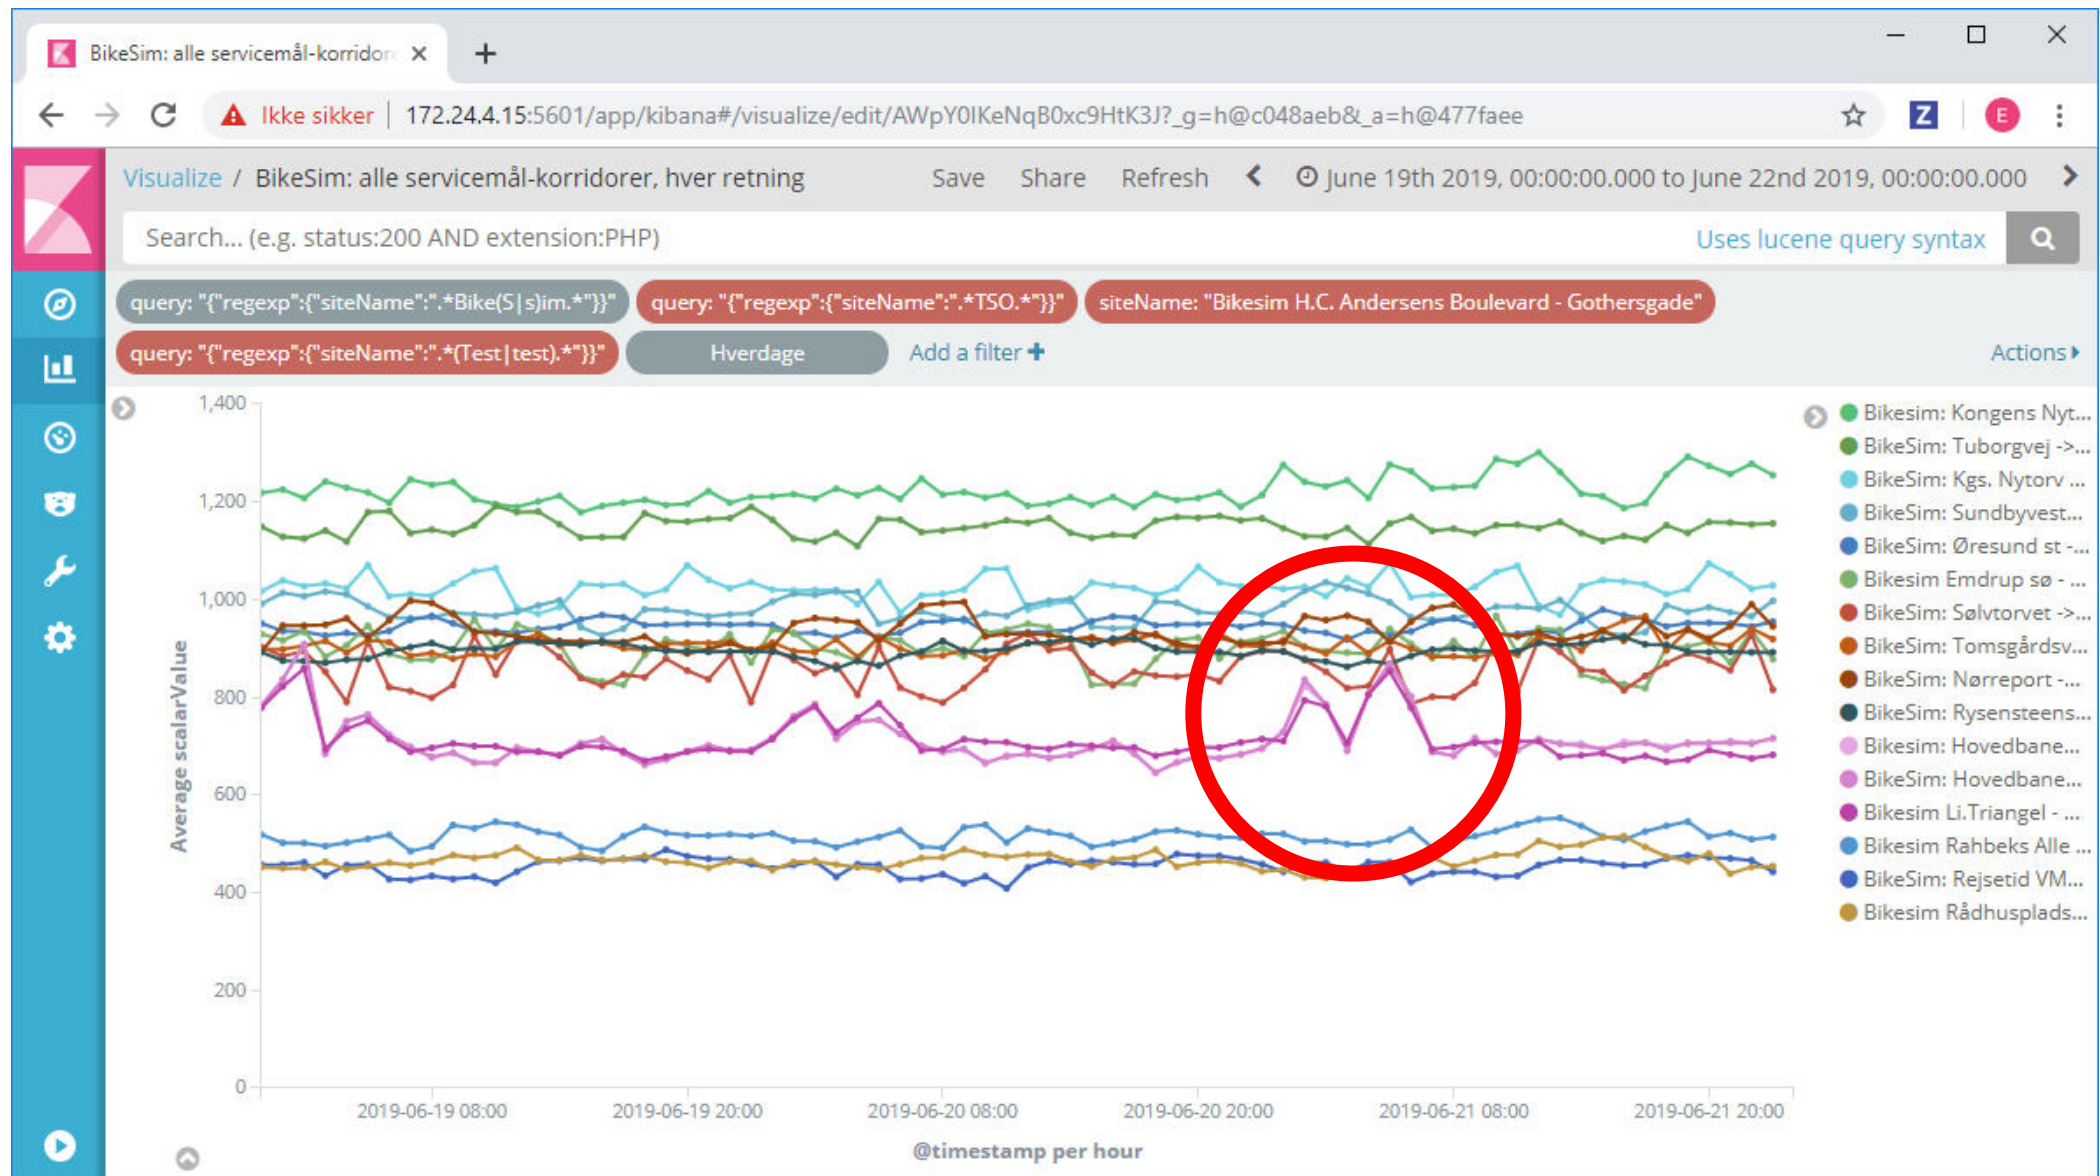 BikeSim: alle servicemål-korridor
Ikke sikker | 172.24.4.15:5601/app/kibana#/visualize/edit/AWpY0IKeNqB0xc9HtK3J?_g=h@c048aeb&_a=h@477faee
Z
E
Visualize / BikeSim: alle servicemål-korridorer, hver retning Save Share Refresh June 19th 2019, 00:00:00.000 to June 22nd 2019, 00:00:00.000
Search... (e.g. status:200 AND extension:PHP) Uses lucene query syntax
query: "{"regexp":{"siteName":".*Bike(S|s)im.*"}}" query: "{"regexp":{"siteName":".*TSO.*"}}" siteName: "Bikesim H.C. Andersens Boulevard - Gothersgade"
query: "{"regexp":{"siteName":".*(Test|test).*"}}" Hverdage Add a filter + Actions
1,400
1,200
1,000
800
600
400
200
0
Average scalarValue
2019-06-19 08:00 2019-06-19 20:00 2019-06-20 08:00 2019-06-20 20:00 2019-06-21 08:00 2019-06-21 20:00
@timestamp per hour
Bikesim: Kongens Nyt...
BikeSim: Tuborgvej ->...
BikeSim: Kgs. Nytorv ...
BikeSim: Sundbyvest...
BikeSim: Øresund st -...
Bikesim Emdrup sø - ...
BikeSim: Sølvtorvet ->...
BikeSim: Tomsgårdsv...
BikeSim: Nørreport -...
BikeSim: Rysensteens...
Bikesim: Hovedbane...
BikeSim: Hovedbane...
Bikesim Li.Triangel - ...
Bikesim Rahbeks Alle ...
BikeSim: Rejsetid VM...
Bikesim Rådhusplads...